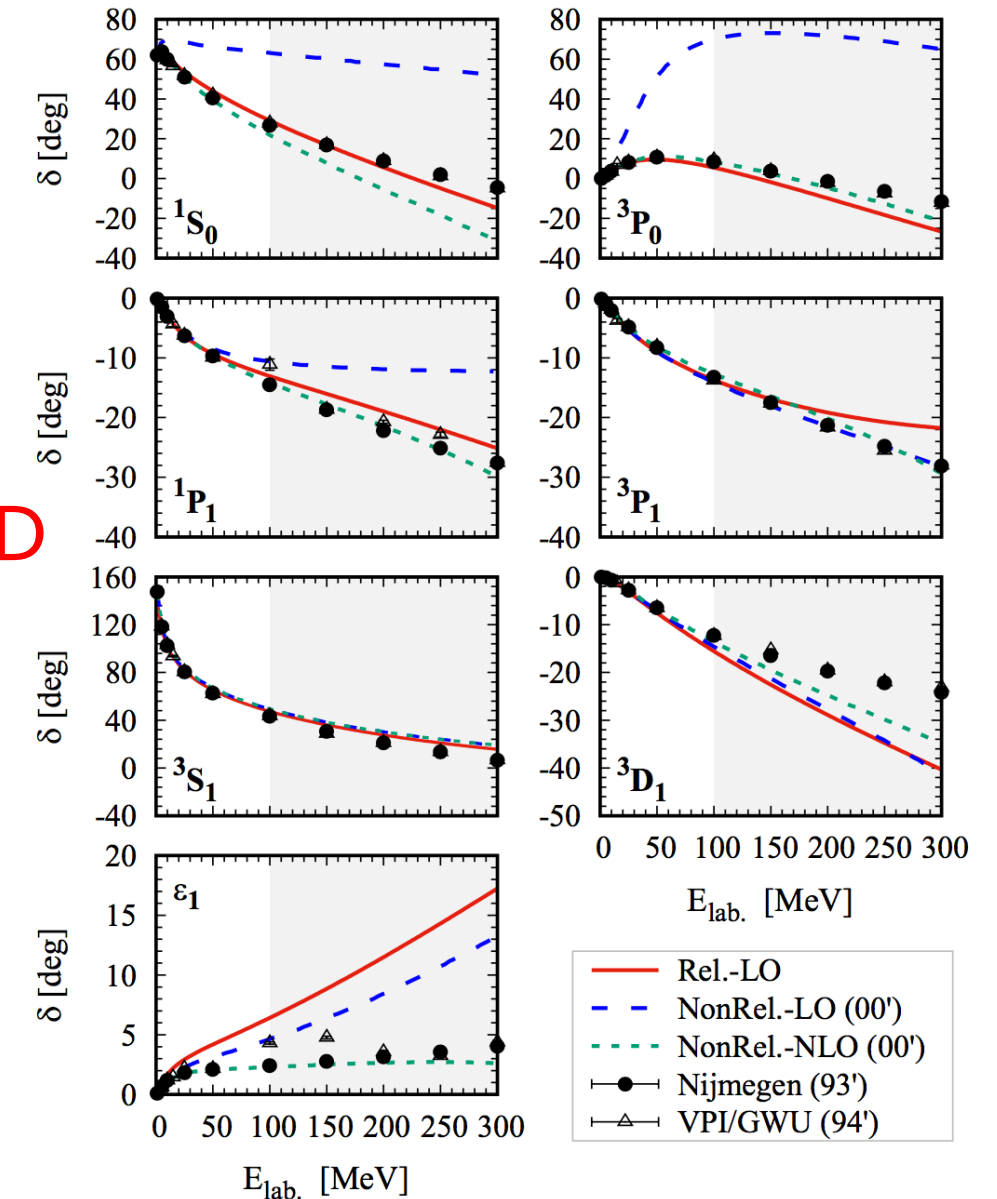 80
60
40
20
0
-20
-40
δ [deg]
¹S₀
80
60
40
20
0
-20
-40
³P₀
0
-10
-20
-30
-40
δ [deg]
¹P₁
0
-10
-20
-30
-40
³P₁
D
160
120
80
40
0
-40
δ [deg]
³S₁
0
-10
-20
-30
-40
-50
³D₁
0 50 100 150 200 250 300
E_lab. [MeV]
20
15
10
5
0
δ [deg]
ε₁
0 50 100 150 200 250 300
E_lab. [MeV]
Rel.-LO
NonRel.-LO (00')
NonRel.-NLO (00')
Nijmegen (93')
VPI/GWU (94')